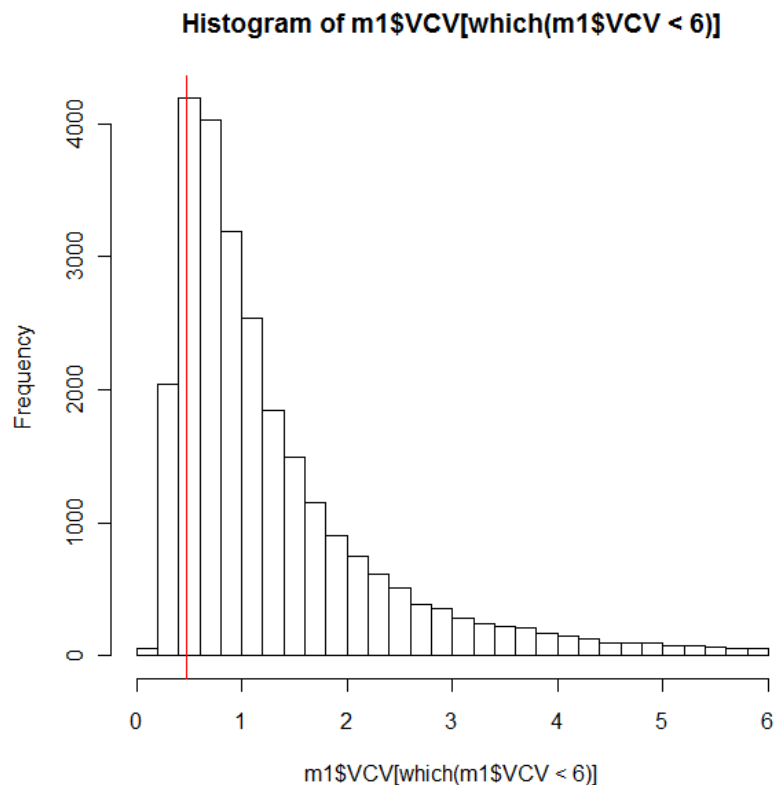 Histogram of m1$VCV[which(m1$VCV < 6)]
4000
3000
2000
1000
0
Frequency
0 1 2 3 4 5 6
m1$VCV[which(m1$VCV < 6)]